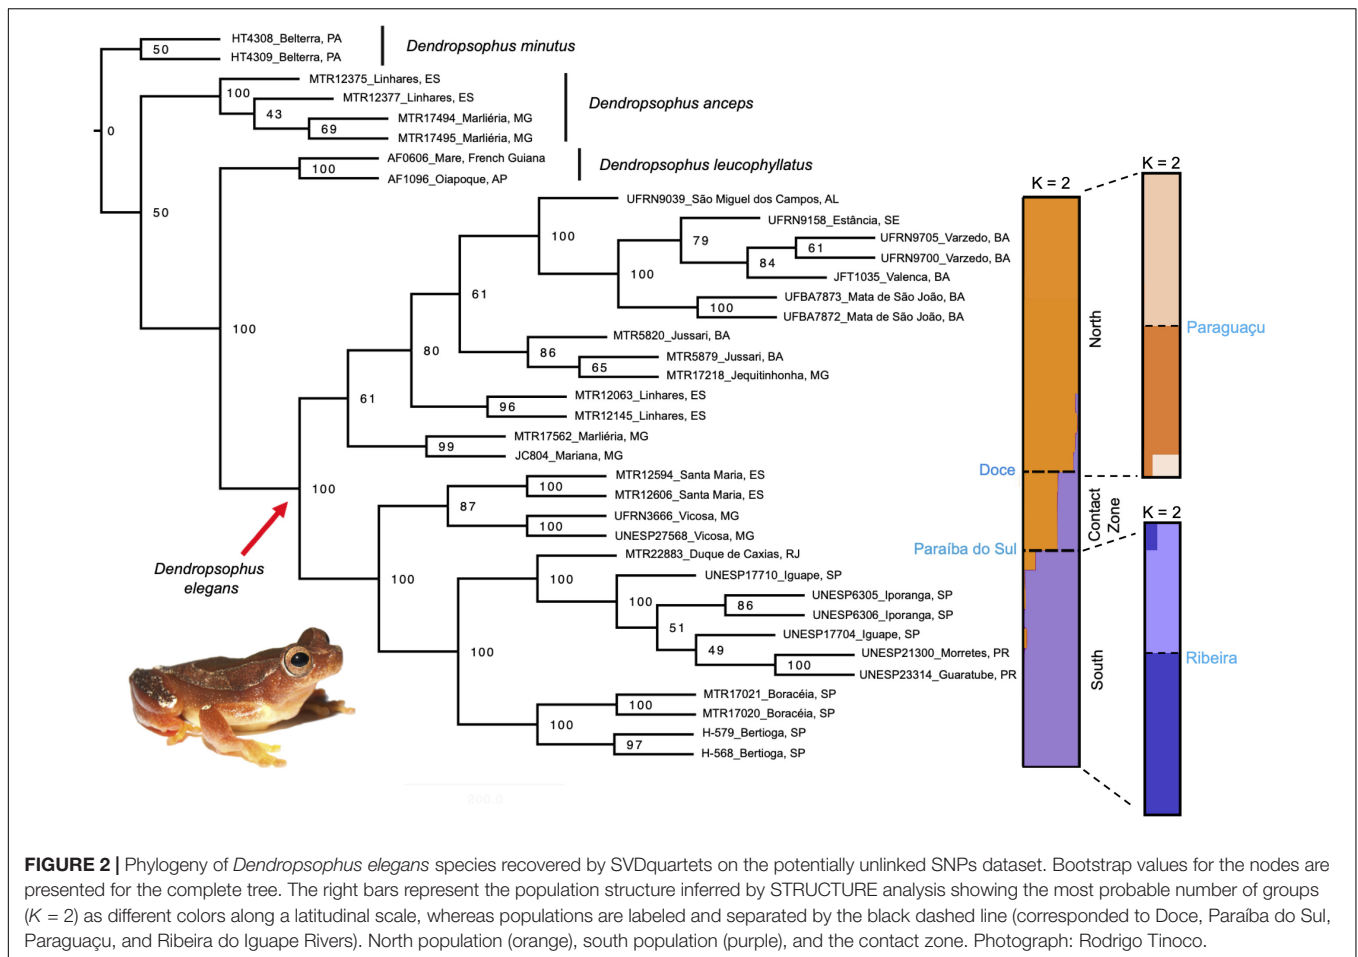 HT4308_Belterra, PA
50
HT4309_Belterra, PA
Dendropsophus minutus
MTR12375_Linhares, ES
100
MTR12377_Linhares, ES
43
MTR17494_Marliéria, MG
69
MTR17495_Marliéria, MG
Dendropsophus anceps
0
AF0606_Mare, French Guiana
100
AF1096_Oiapoque, AP
Dendropsophus leucophyllatus
50
UFRN9039_São Miguel dos Campos, AL
100
UFRN9158_Estância, SE
79
UFRN9705_Varzedo, BA
61
UFRN9700_Varzedo, BA
84
JFT1035_Valenca, BA
100
UFBA7873_Mata de São João, BA
100
UFBA7872_Mata de São João, BA
61
100
MTR5820_Jussari, BA
86
MTR5879_Jussari, BA
65
MTR17218_Jequitinhonha, MG
80
MTR12063_Linhares, ES
96
MTR12145_Linhares, ES
61
MTR17562_Marliéria, MG
99
JC804_Mariana, MG
100
MTR12594_Santa Maria, ES
100
MTR12606_Santa Maria, ES
87
UFRN3666_Vicosa, MG
100
UNESP27568_Vicosa, MG
MTR22883_Duque de Caxias, RJ
100
100
UNESP17710_Iguape, SP
100
UNESP6305_Iporanga, SP
86
UNESP6306_Iporanga, SP
51
UNESP17704_Iguape, SP
49
UNESP21300_Morretes, PR
100
UNESP23314_Guaratube, PR
100
MTR17021_Boracéia, SP
100
MTR17020_Boracéia, SP
100
H-579_Bertioga, SP
97
H-568_Bertioga, SP
Dendropsophus
elegans
K = 2
North
Doce
Contact
Zone
Paraíba do Sul
South
K = 2
Paraguaçu
K = 2
Ribeira
FIGURE 2 | Phylogeny of Dendropsophus elegans species recovered by SVDquartets on the potentially unlinked SNPs dataset. Bootstrap values for the nodes are
presented for the complete tree. The right bars represent the population structure inferred by STRUCTURE analysis showing the most probable number of groups
(K = 2) as different colors along a latitudinal scale, whereas populations are labeled and separated by the black dashed line (corresponded to Doce, Paraíba do Sul,
Paraguaçu, and Ribeira do Iguape Rivers). North population (orange), south population (purple), and the contact zone. Photograph: Rodrigo Tinoco.